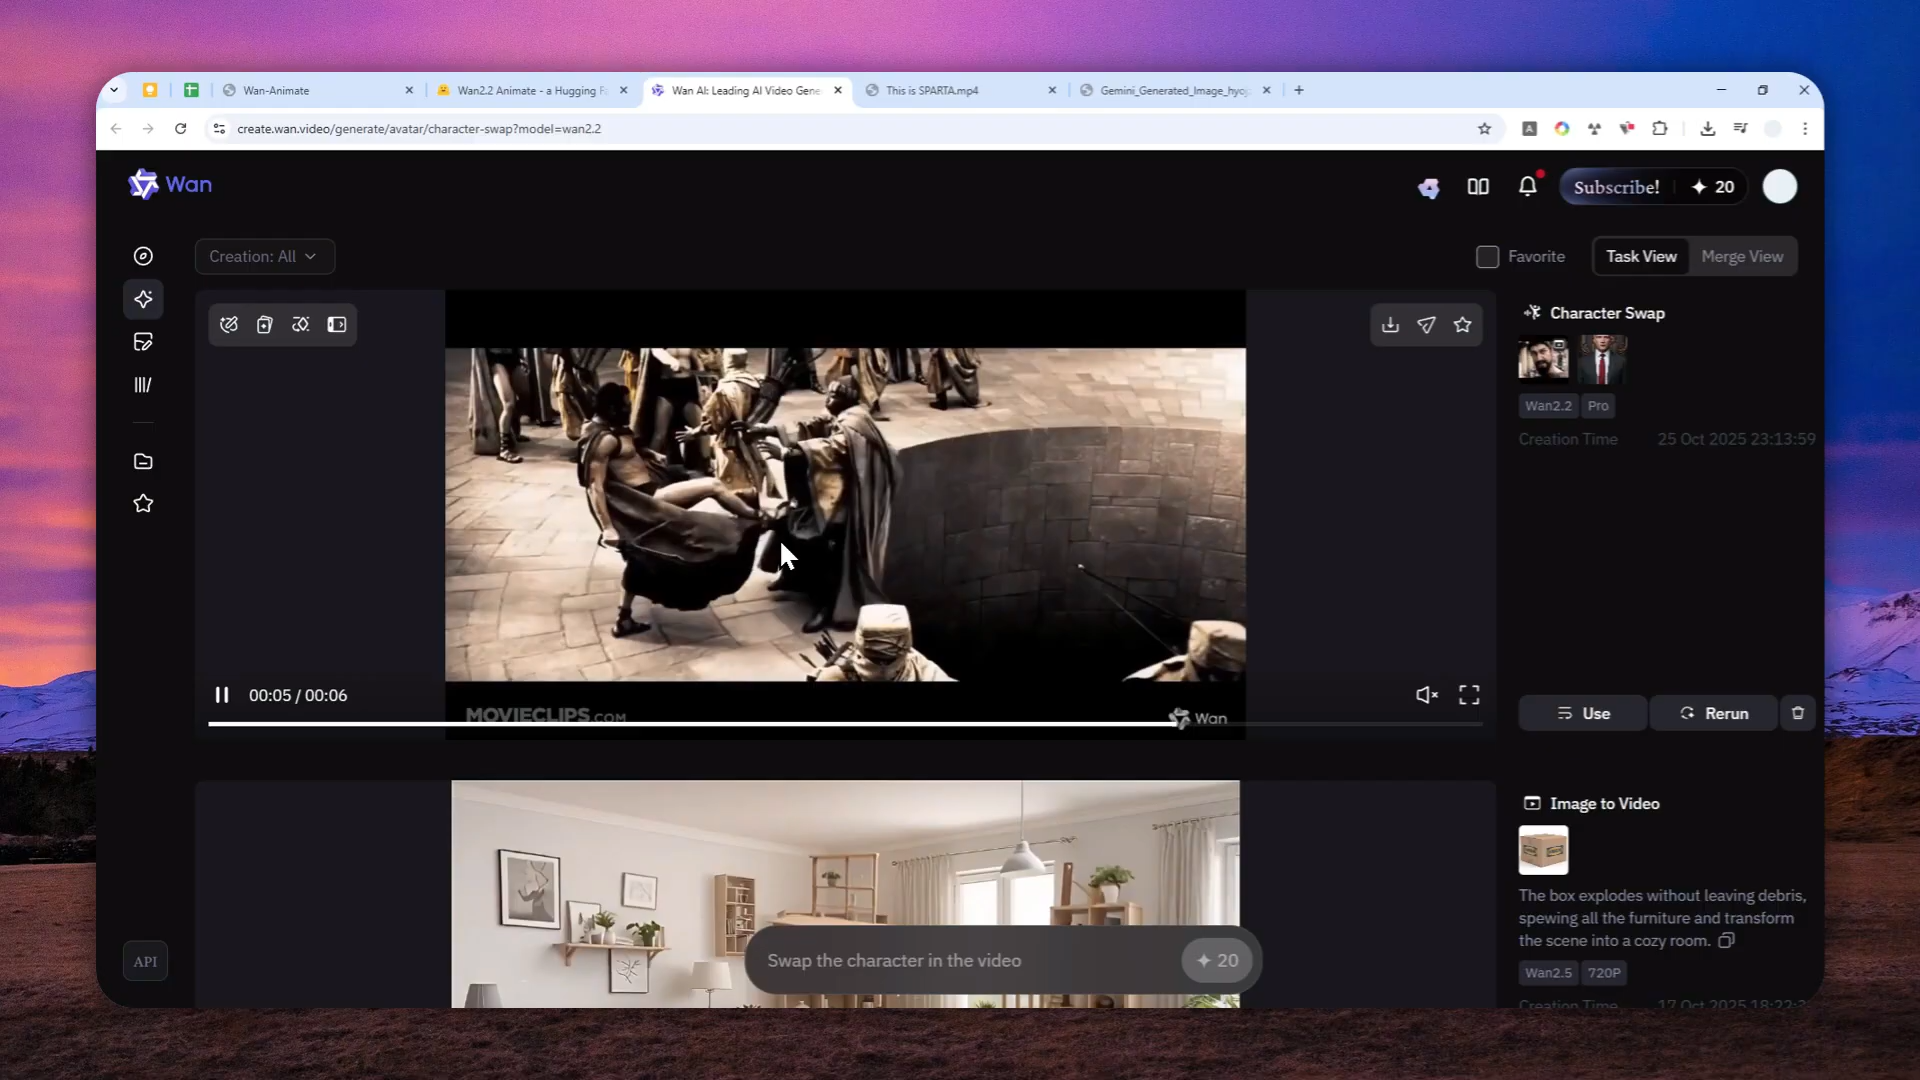 Wan-Animate
Wan2.2 Animate - a Hugging F
Wan AI: Leading AI Video Gene
This is SPARTA.mp4
Gemini_Generated_Image_hyoj
create.wan.video/generate/avatar/character-swap?model=wan2.2
Wan
Subscribe!
20
Creation: All
Favorite
Task View
Merge View
Character Swap
Wan2.2
Pro
Creation Time
25 Oct 2025 23:13:59
00:05 / 00:06
MOVIECLIPS.COM
Wan
Use
Rerun
Image to Video
The box explodes without leaving debris,
spewing all the furniture and transform
the scene into a cozy room.
Wan2.5
720P
Creation Time
Swap the character in the video
20
API